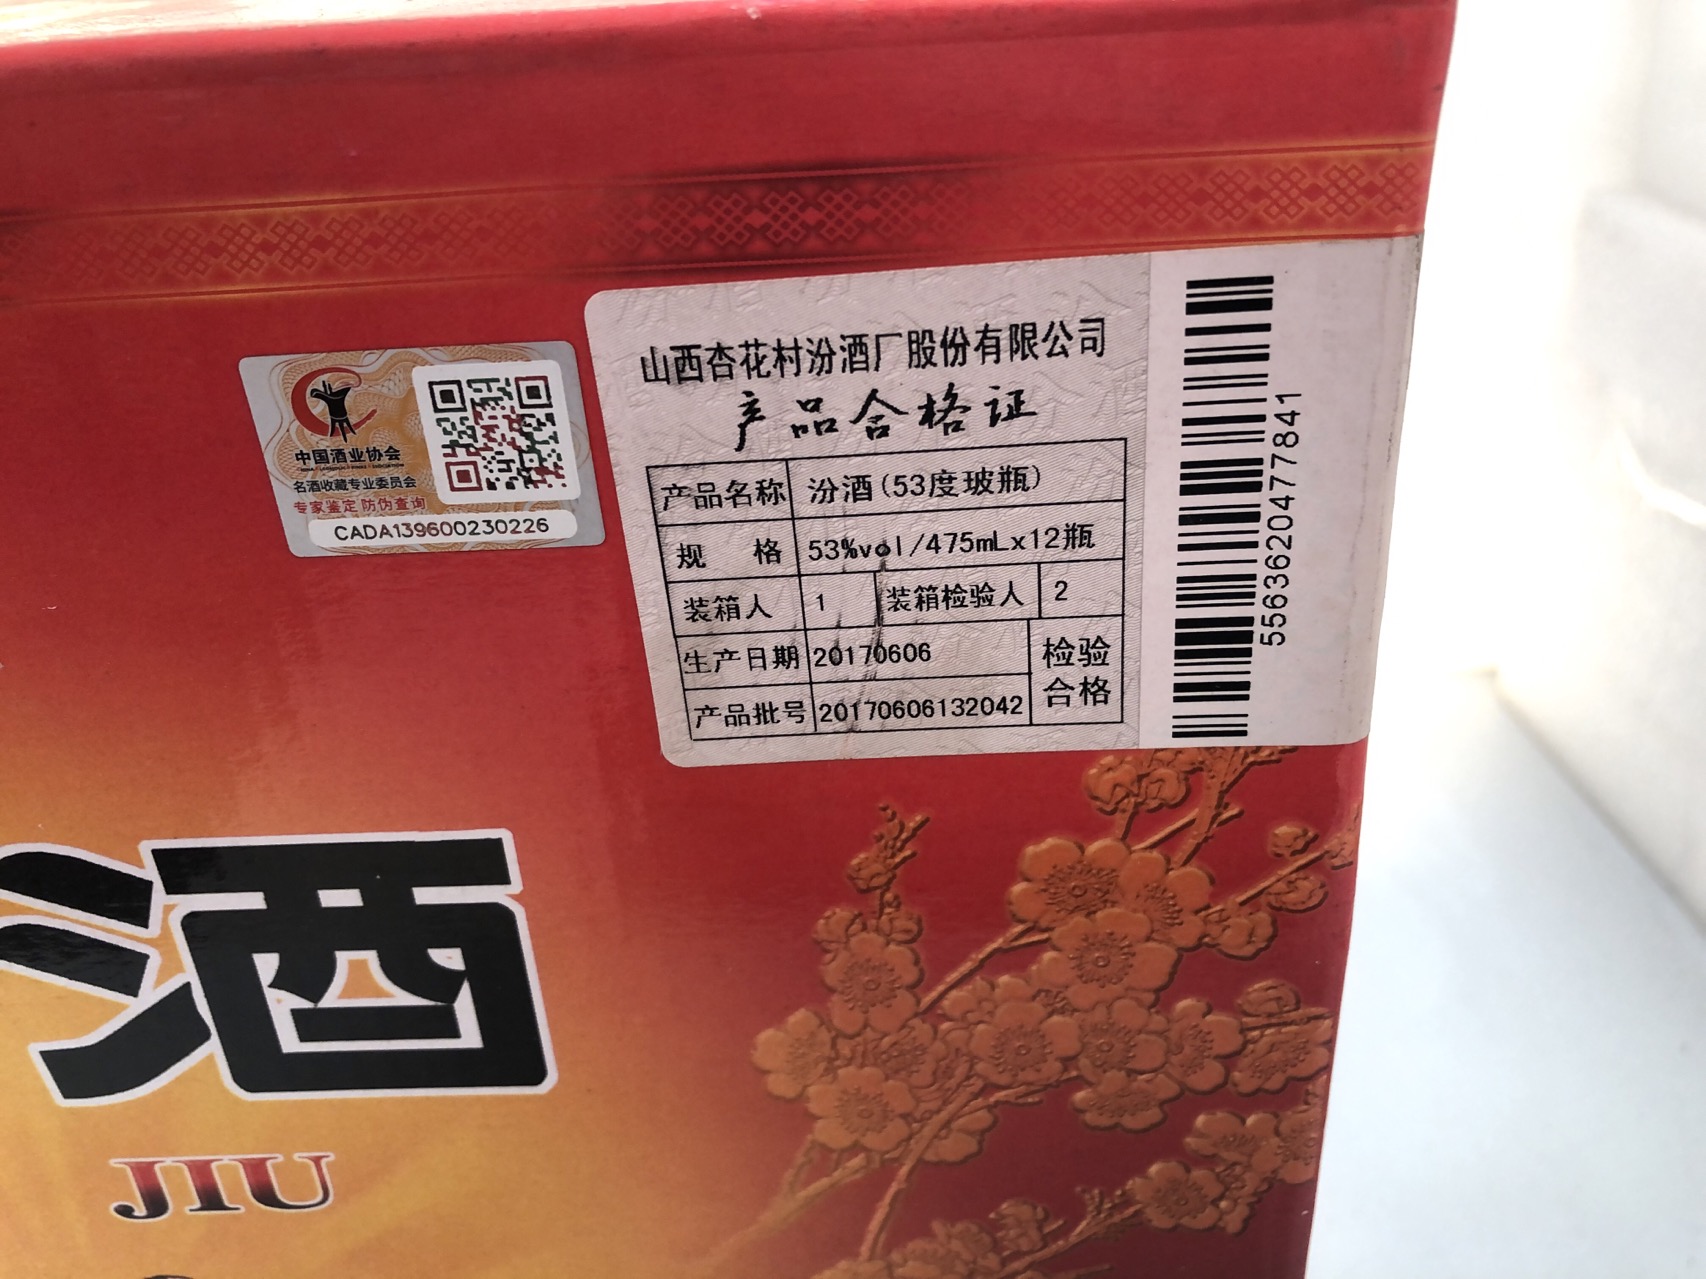 山西杏花村汾酒厂股份有限公司
产品合格证
产品名称 汾酒(53度玻瓶)
规 格 53%vol/475mLx12瓶
装箱人 1 装箱检验人 2
生产日期 20170606 检验
合格
产品批号 20170606132042
5563620477841
中国酒业协会
名酒收藏专业委员会
专家鉴定 防伪查询
CADA139600230226
酒
JIU